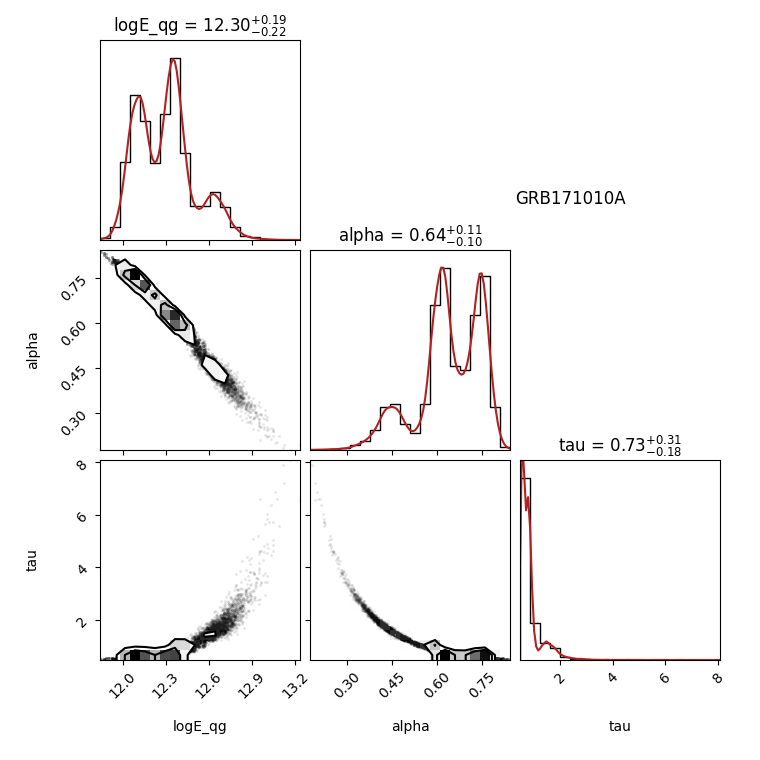 logE_qg = 12.30+0.19−0.22
GRB171010A
alpha = 0.64+0.11−0.10
0.75
0.60
0.45
0.30
alpha
tau = 0.73+0.31−0.18
8
6
4
2
tau
12.0 12.3 12.6 12.9 13.2
0.30 0.45 0.60 0.75
2 4 6 8
logE_qg
alpha
tau